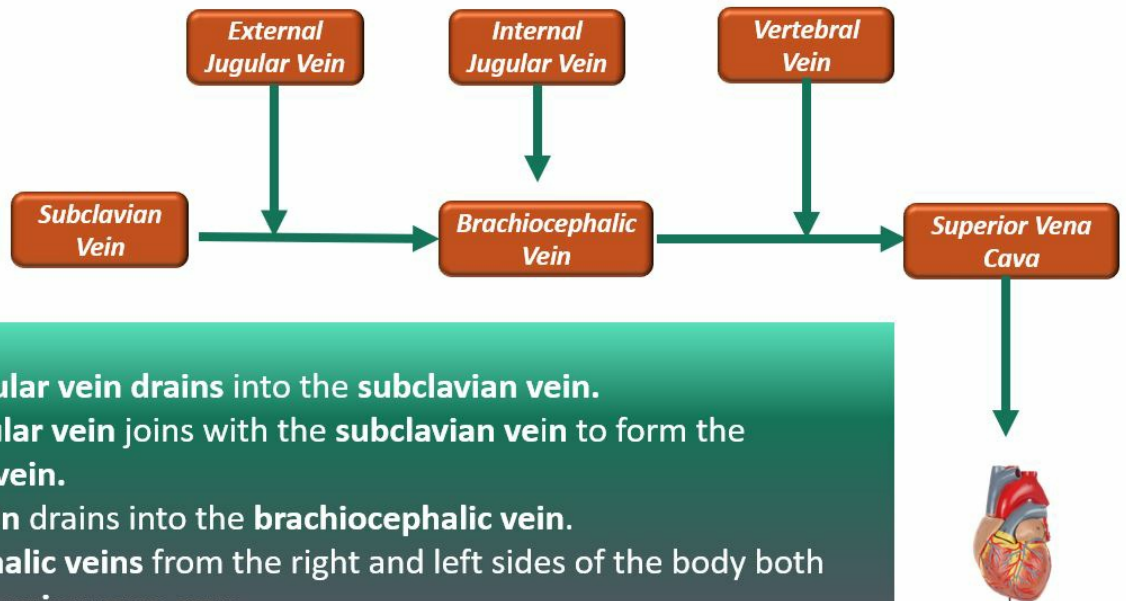 External
Jugular Vein
Internal
Jugular Vein
Vertebral
Vein
Subclavian
Vein
Brachiocephalic
Vein
Superior Vena
Cava
ular vein drains into the subclavian vein.
ular vein joins with the subclavian vein to form the
vein.
n drains into the brachiocephalic vein.
alic veins from the right and left sides of the body both